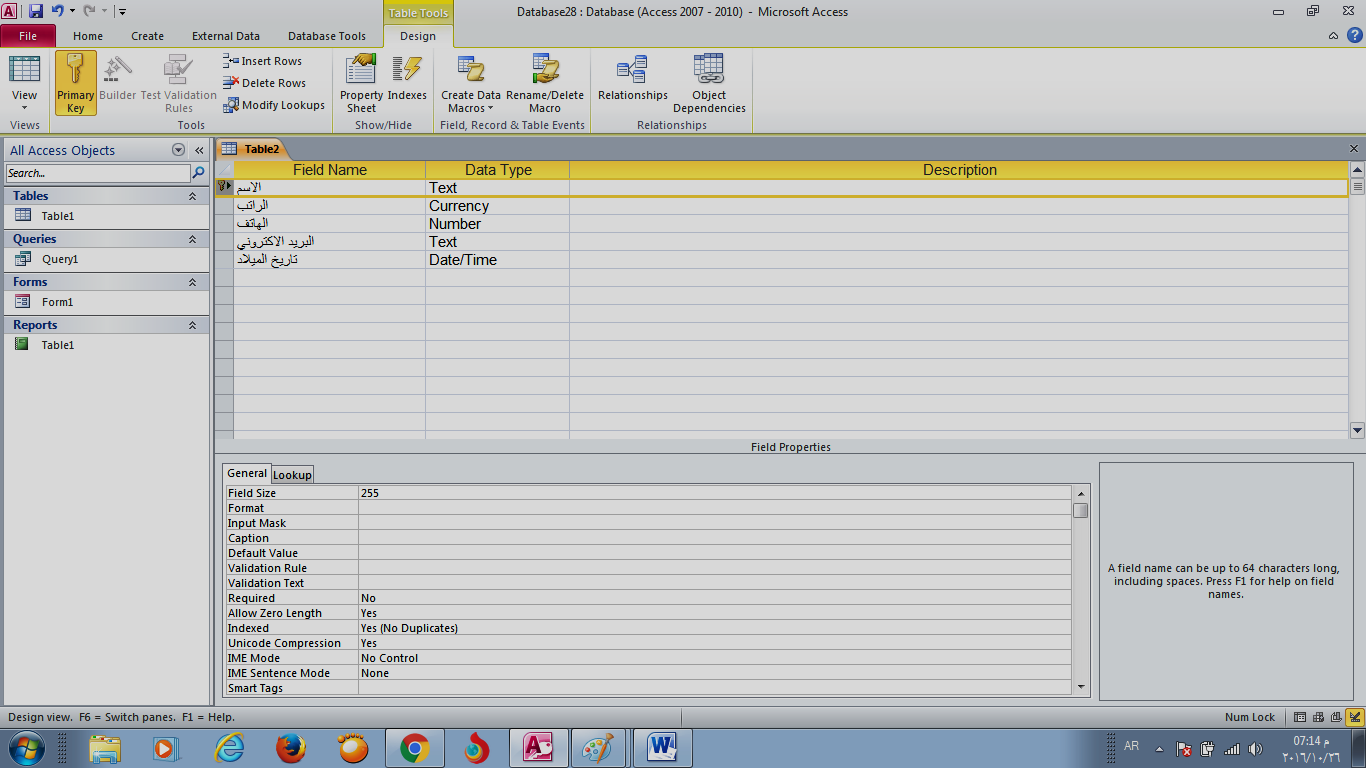 Table Tools
Database28 : Database (Access 2007 - 2010) - Microsoft Access
File Home Create External Data Database Tools Design
View
Primary Key
Builder
Test Validation Rules
Insert Rows
Delete Rows
Modify Lookups
Property Sheet
Indexes
Create Data Macros
Rename/Delete Macro
Relationships
Object Dependencies
Views Tools Show/Hide Field, Record & Table Events Relationships
All Access Objects
Search...
Tables
Table1
Queries
Query1
Forms
Form1
Reports
Table1
Table2
Field Name Data Type Description
الاسم Text
الراتب Currency
الهاتف Number
البريد الاكتروني Text
تاريخ الميلاد Date/Time
Field Properties
General Lookup
Field Size 255
Format
Input Mask
Caption
Default Value
Validation Rule
Validation Text
Required No
Allow Zero Length Yes
Indexed Yes (No Duplicates)
Unicode Compression Yes
IME Mode No Control
IME Sentence Mode None
Smart Tags
A field name can be up to 64 characters long,
including spaces. Press F1 for help on field
names.
Design view. F6 = Switch panes. F1 = Help.
Num Lock
AR
07:14 م
٢٠١٦/١٠/٢٦